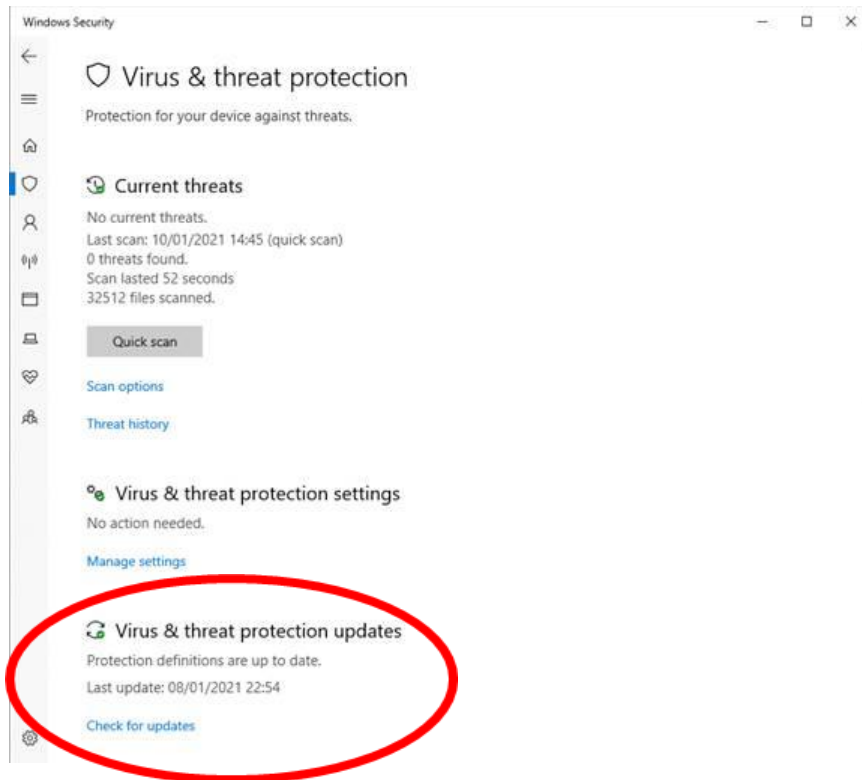 Windows Security
Virus & threat protection
Protection for your device against threats.
Current threats
No current threats.
Last scan: 10/01/2021 14:45 (quick scan)
0 threats found.
Scan lasted 52 seconds
32512 files scanned.
Quick scan
Scan options
Threat history
Virus & threat protection settings
No action needed.
Manage settings
Virus & threat protection updates
Protection definitions are up to date.
Last update: 08/01/2021 22:54
Check for updates